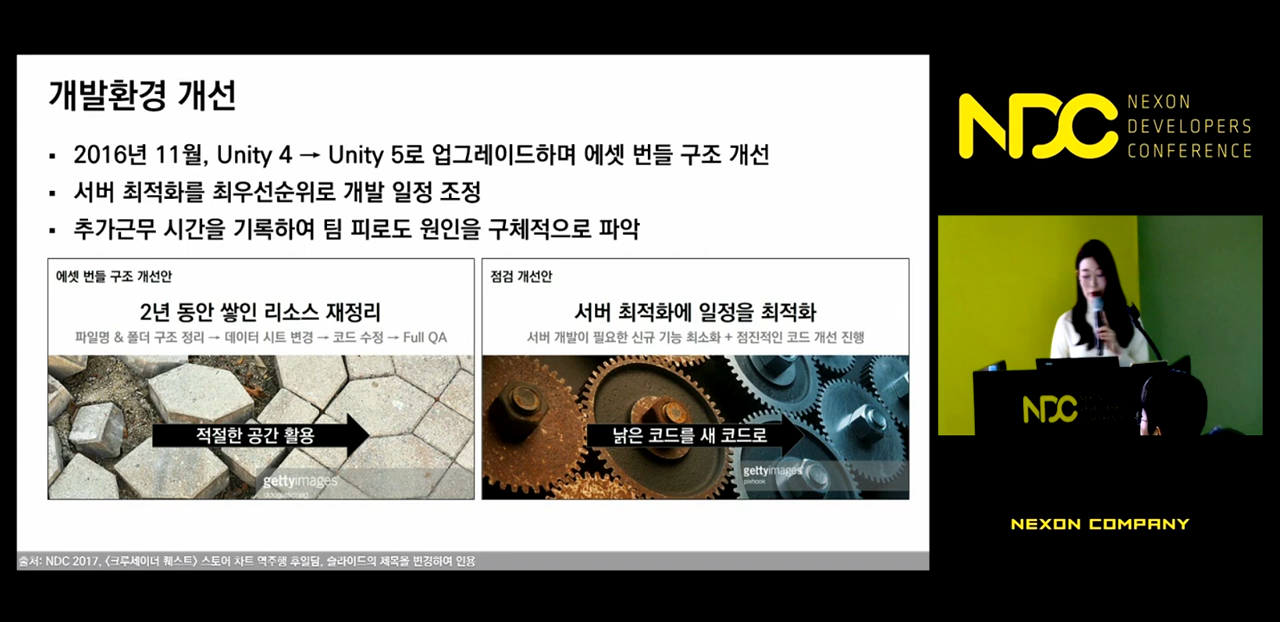 개발환경 개선
▪ 2016년 11월, Unity 4 → Unity 5로 업그레이드하며 에셋 번들 구조 개선
▪ 서버 최적화를 최우선순위로 개발 일정 조정
▪ 추가근무 시간을 기록하여 팀 피로도 원인을 구체적으로 파악
에셋 번들 구조 개선안
2년 동안 쌓인 리소스 재정리
파일명 & 폴더 구조 정리 → 데이터 시트 변경 → 코드 수정 → Full QA
적절한 공간 활용
gettyimages
점검 개선안
서버 최적화에 일정을 최적화
서버 개발이 필요한 신규 기능 최소화 + 점진적인 코드 개선 진행
낡은 코드를 새 코드로
gettyimages
pixhook
출처: NDC 2017, <크루세이더 퀘스트> 스토어 차트 역주행 후일담, 슬라이드의 제목을 변경하여 인용
NDC
NEXON
DEVELOPERS
CONFERENCE
NDC
NEXON COMPANY